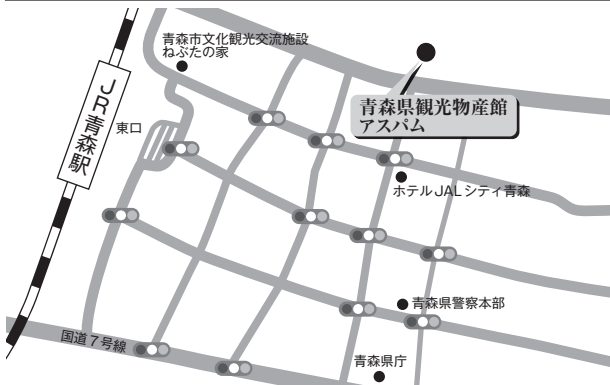 青森市文化観光交流施設
ねぶたの家
JR青森駅
東口
青森県観光物産館
アスパム
ホテルJALシティ青森
青森県警察本部
国道7号線
青森県庁